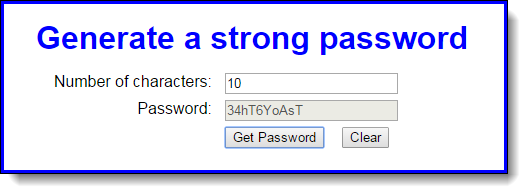 Generate a strong password
Number of characters: 10
Password: 34hT6YoAsT
Get Password Clear